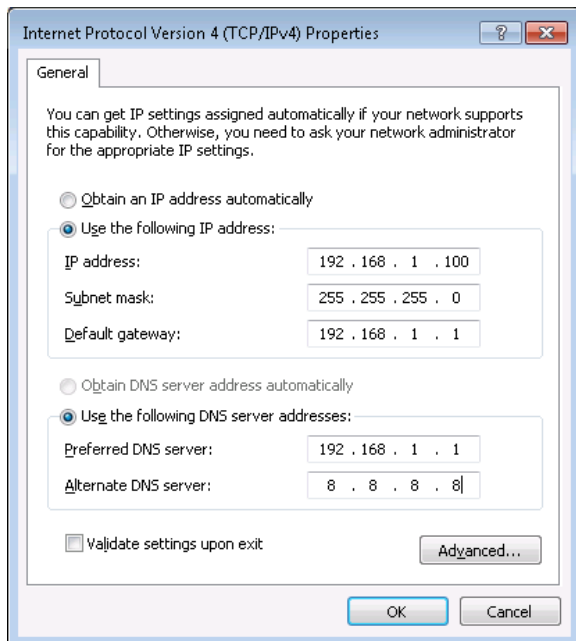 Internet Protocol Version 4 (TCP/IPv4) Properties
?
General
You can get IP settings assigned automatically if your network supports
this capability. Otherwise, you need to ask your network administrator
for the appropriate IP settings.
Obtain an IP address automatically
Use the following IP address:
IP address: 192 . 168 . 1 . 100
Subnet mask: 255 . 255 . 255 . 0
Default gateway: 192 . 168 . 1 . 1
Obtain DNS server address automatically
Use the following DNS server addresses:
Preferred DNS server: 192 . 168 . 1 . 1
Alternate DNS server: 8 . 8 . 8 . 8
Validate settings upon exit
Advanced...
OK Cancel